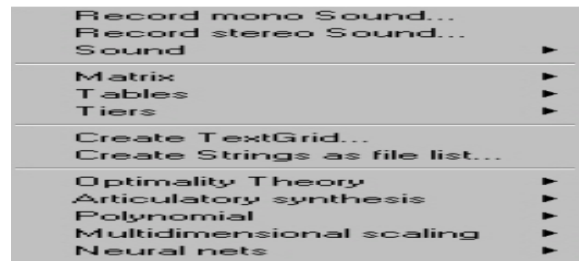 Record mono Sound...
Record stereo Sound...
Sound
Matrix
Tables
Tiers
Create TextGrid...
Create Strings as file list...
Optimality Theory
Articulatory synthesis
Polynomial
Multidimensional scaling
Neural nets